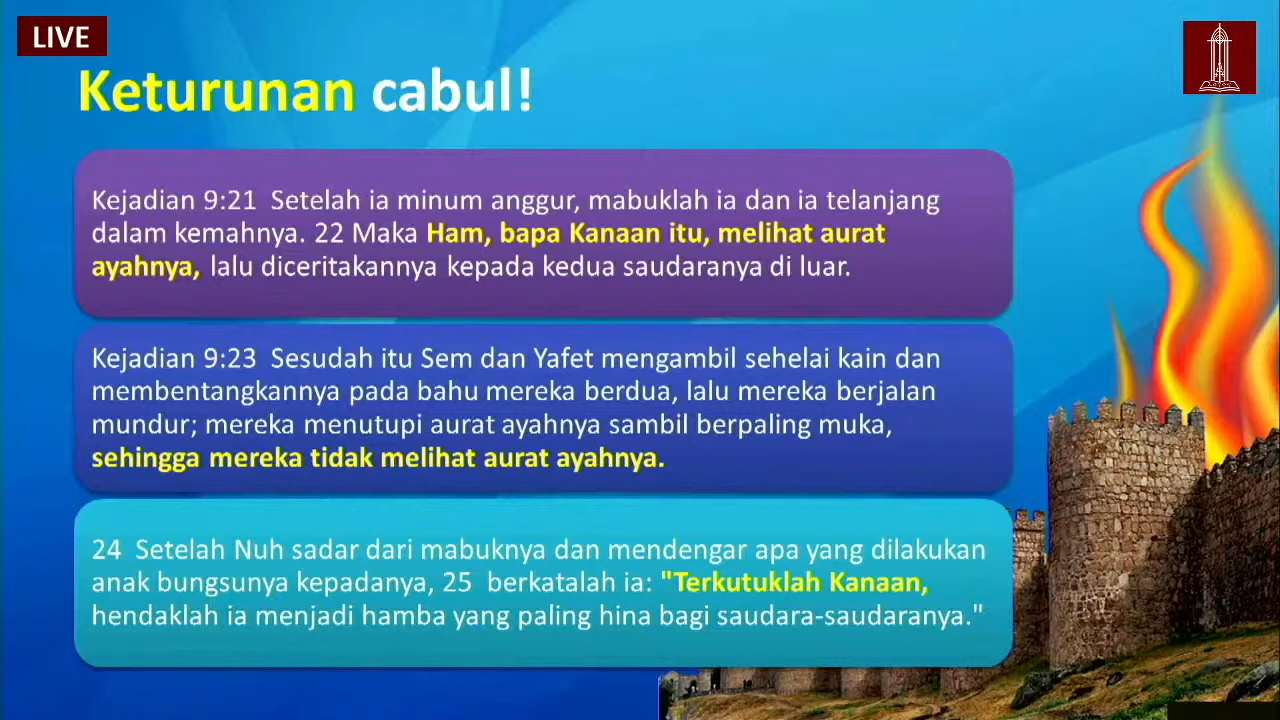 LIVE
Keturunan cabul!
Kejadian 9:21 Setelah ia minum anggur, mabuklah ia dan ia telanjang
dalam kemahnya. 22 Maka Ham, bapa Kanaan itu, melihat aurat
ayahnya, lalu diceritakannya kepada kedua saudaranya di luar.
Kejadian 9:23 Sesudah itu Sem dan Yafet mengambil sehelai kain dan
membentangkannya pada bahu mereka berdua, lalu mereka berjalan
mundur; mereka menutupi aurat ayahnya sambil berpaling muka,
sehingga mereka tidak melihat aurat ayahnya.
24 Setelah Nuh sadar dari mabuknya dan mendengar apa yang dilakukan
anak bungsunya kepadanya, 25 berkatalah ia: "Terkutuklah Kanaan,
hendaklah ia menjadi hamba yang paling hina bagi saudara-saudaranya."